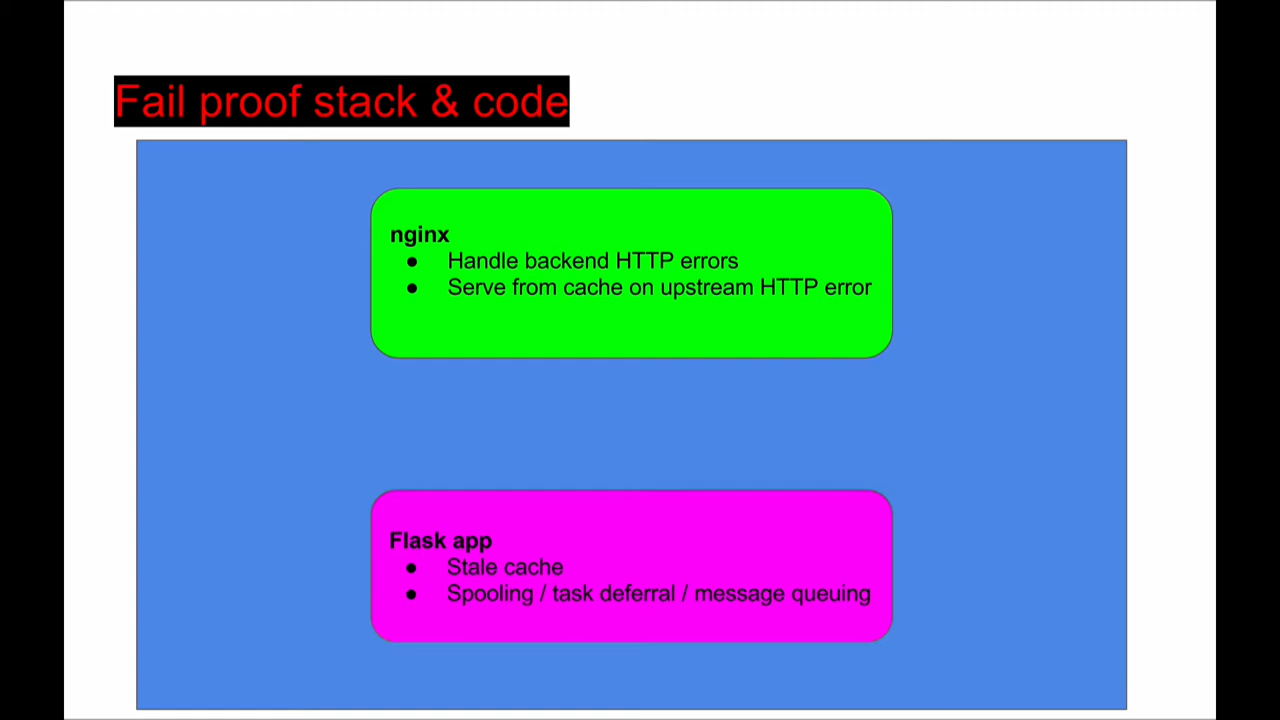 Fail proof stack & code
nginx
● Handle backend HTTP errors
● Serve from cache on upstream HTTP error
Flask app
● Stale cache
● Spooling / task deferral / message queuing